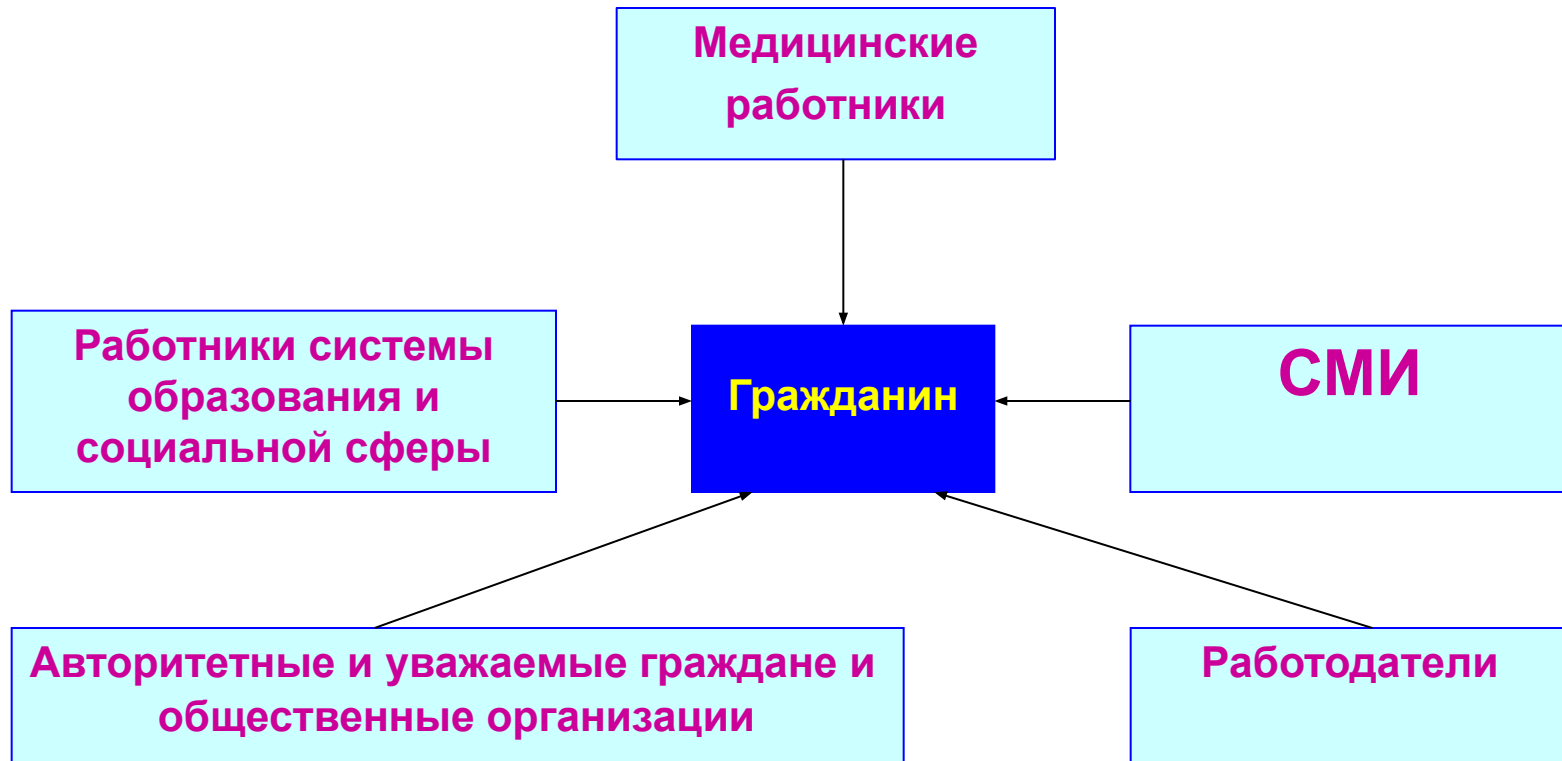 Медицинские
работники
Работники системы
образования и
социальной сферы
Гражданин
СМИ
Авторитетные и уважаемые граждане и
общественные организации
Работодатели